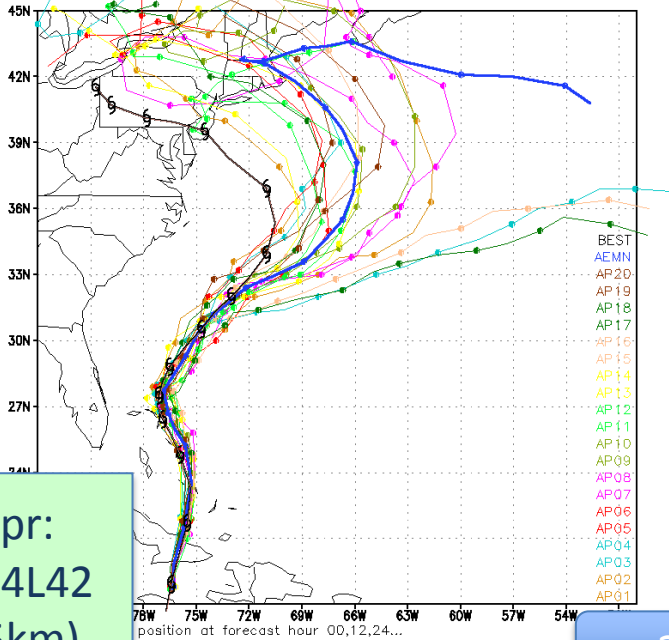 45N
42N
39N
36N
33N
30N
27N
BEST
AEMN
AP20
AP19
AP18
AP17
AP16
AP15
AP14
AP13
AP12
AP11
AP10
AP09
AP08
AP07
AP06
AP05
AP04
AP03
AP02
AP01
pr:
4L42
78W 75W 72W 69W 66W 63W 60W 57W 54W
position at forecast hour 00,12,24...